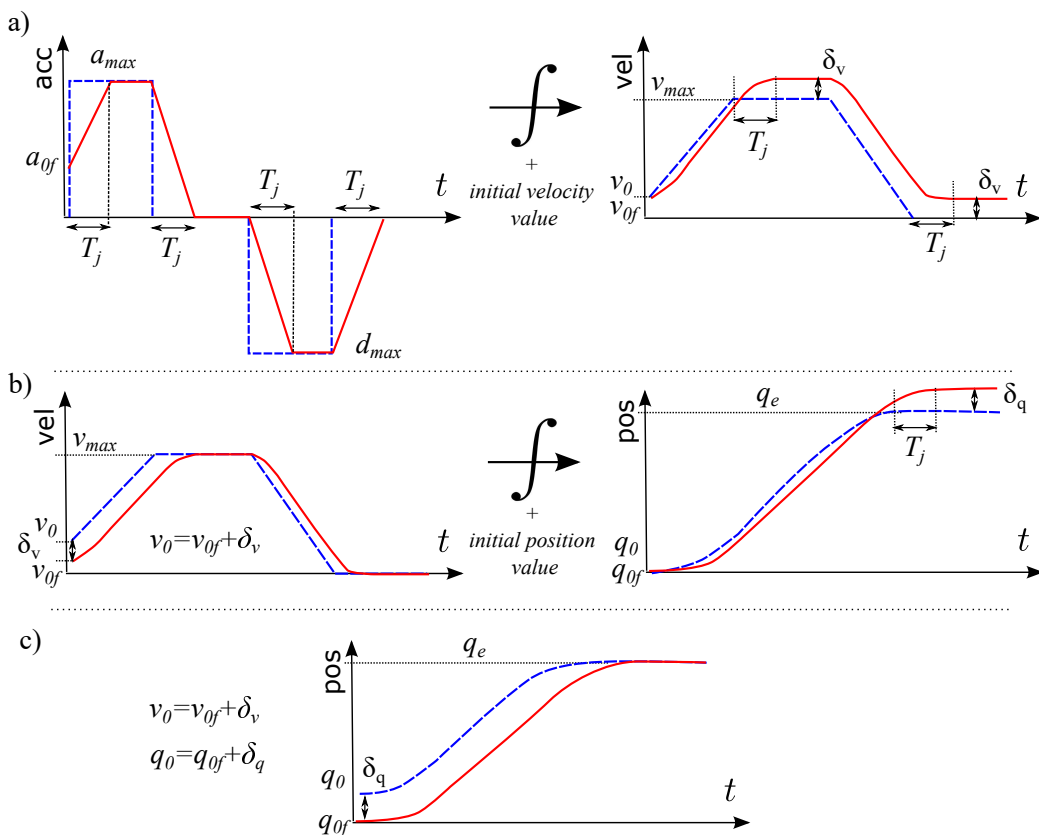 a)
acc
a_max
a_0f
T_j
T_j
T_j
T_j
t
d_max
∫
+
initial velocity
value
vel
v_max
δ_v
T_j
v_0
v_0f
t
δ_v
T_j
b)
vel
v_max
v_0
δ_v
v_0f
v_0=v_0f+δ_v
t
∫
+
initial position
value
pos
q_e
δ_q
T_j
q_0
q_0f
t
c)
v_0=v_0f+δ_v
q_0=q_0f+δ_q
pos
q_e
q_0
δ_q
q_0f
t